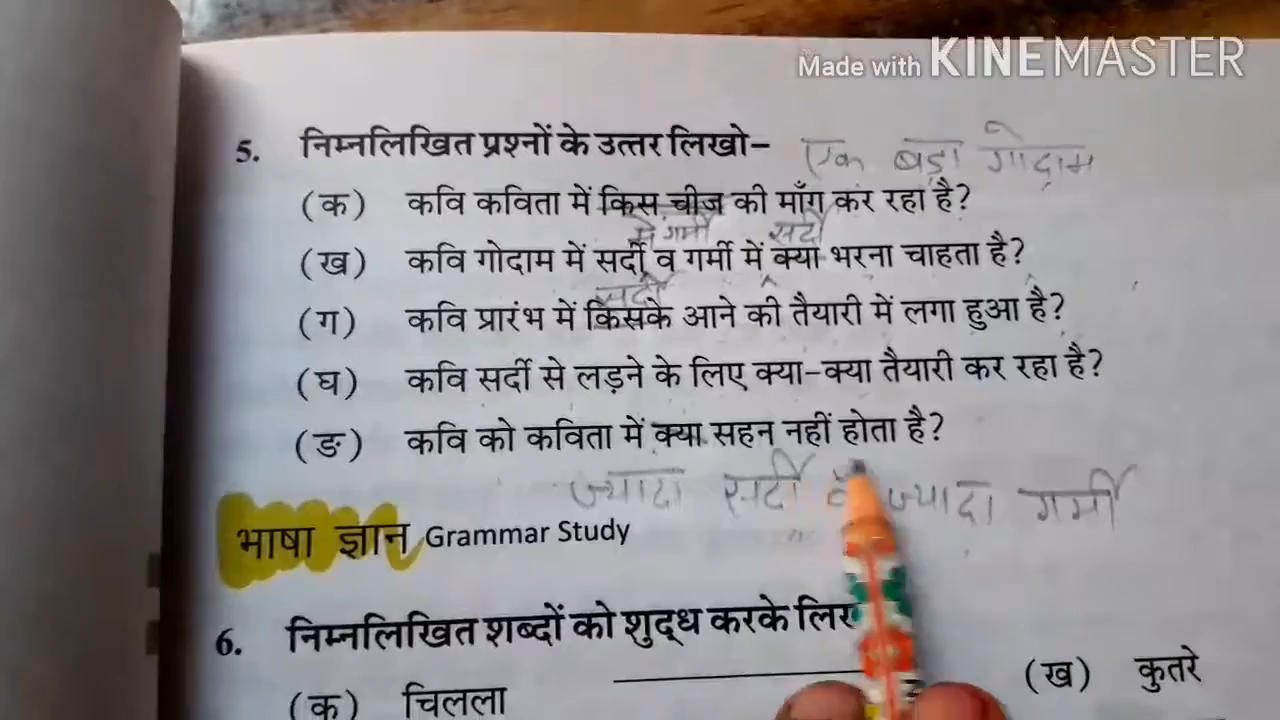 Made with KINEMASTER
5. निम्नलिखित प्रश्नों के उत्तर लिखो- एक बड़ा गोदाम
(क) कवि कविता में किस चीज की माँग कर रहा है?
में गर्मी सर्दी
(ख) कवि गोदाम में सर्दी व गर्मी में क्या भरना चाहता है?
सर्दी
(ग) कवि प्रारंभ में किसके आने की तैयारी में लगा हुआ है?
(घ) कवि सर्दी से लड़ने के लिए क्या-क्या तैयारी कर रहा है?
(ङ) कवि को कविता में क्या सहन नहीं होता है?
ज्यादा सर्दी ज्यादा गर्मी
भाषा ज्ञान Grammar Study
6. निम्नलिखित शब्दों को शुद्ध करके
(क) चिलला (ख) कुतरे